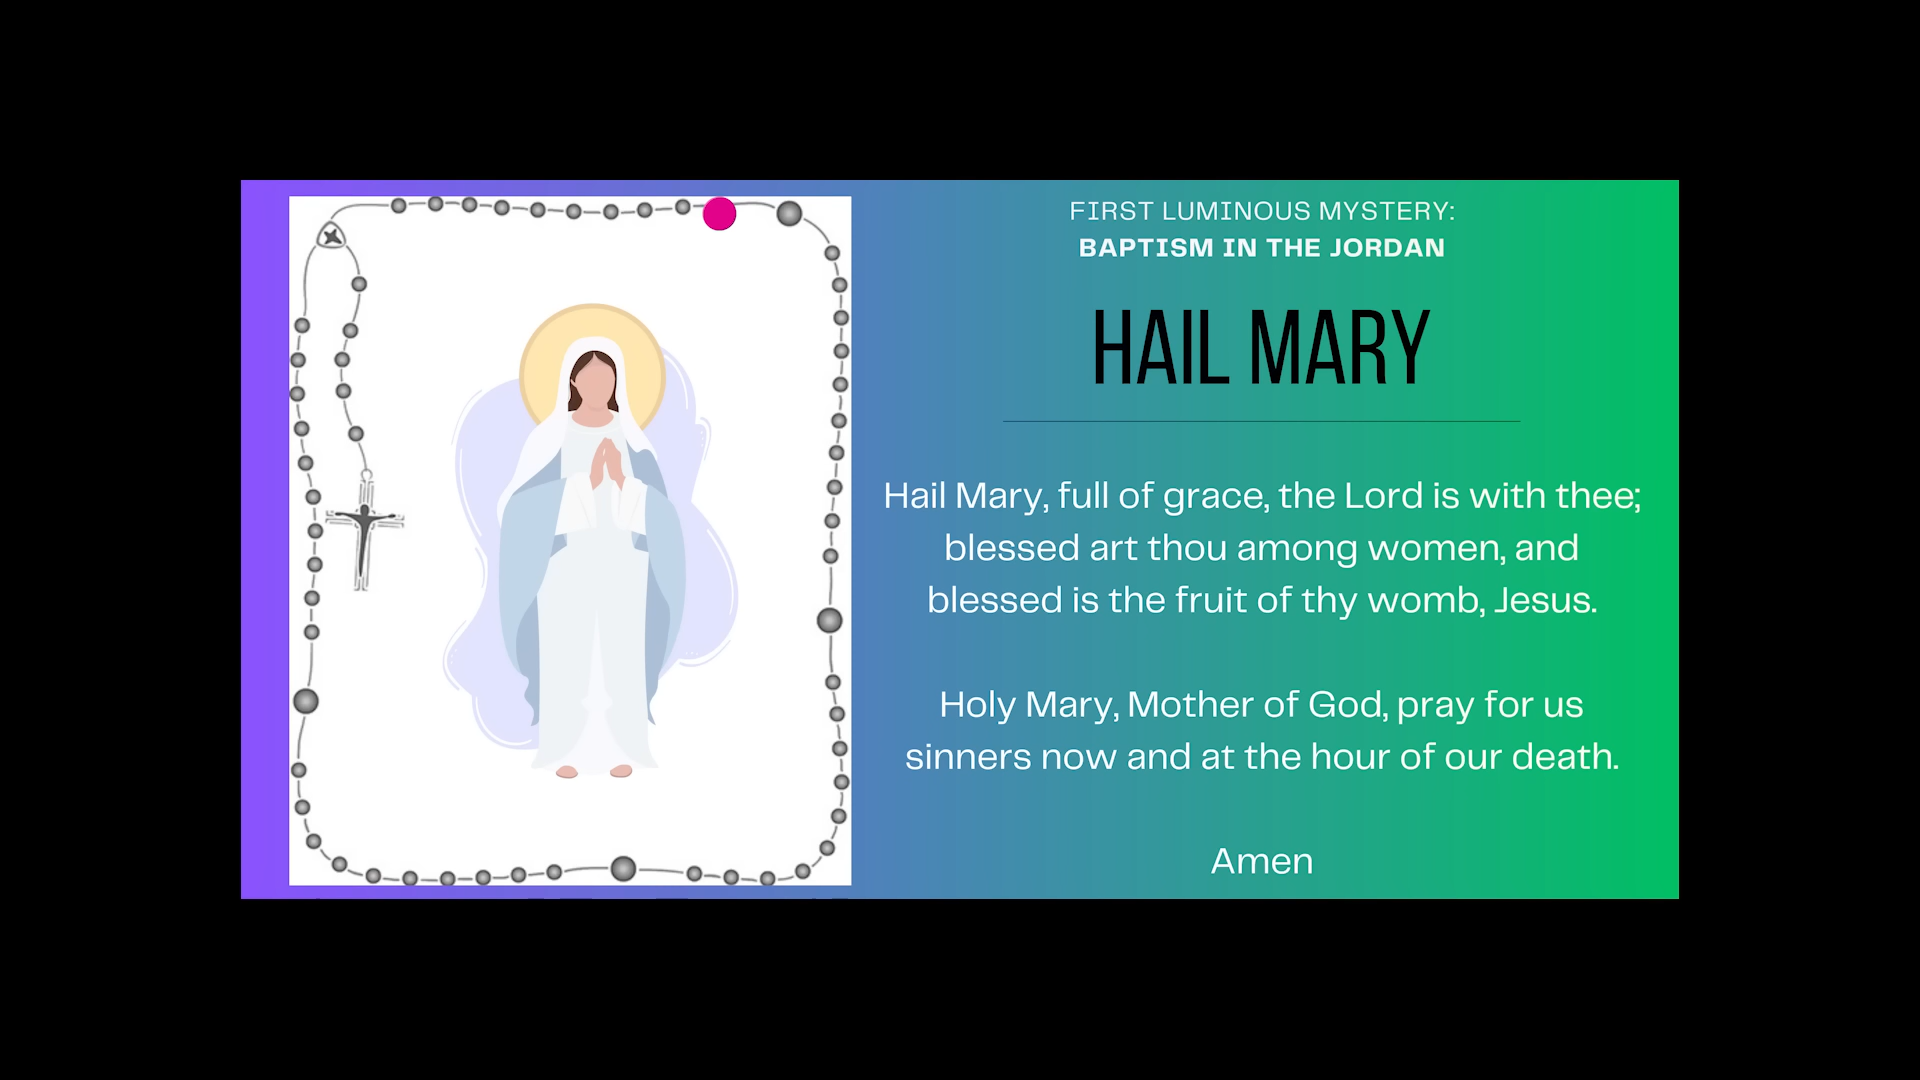 FIRST LUMINOUS MYSTERY:
BAPTISM IN THE JORDAN
HAIL MARY
Hail Mary, full of grace, the Lord is with thee;
blessed art thou among women, and
blessed is the fruit of thy womb, Jesus.
Holy Mary, Mother of God, pray for us
sinners now and at the hour of our death.
Amen